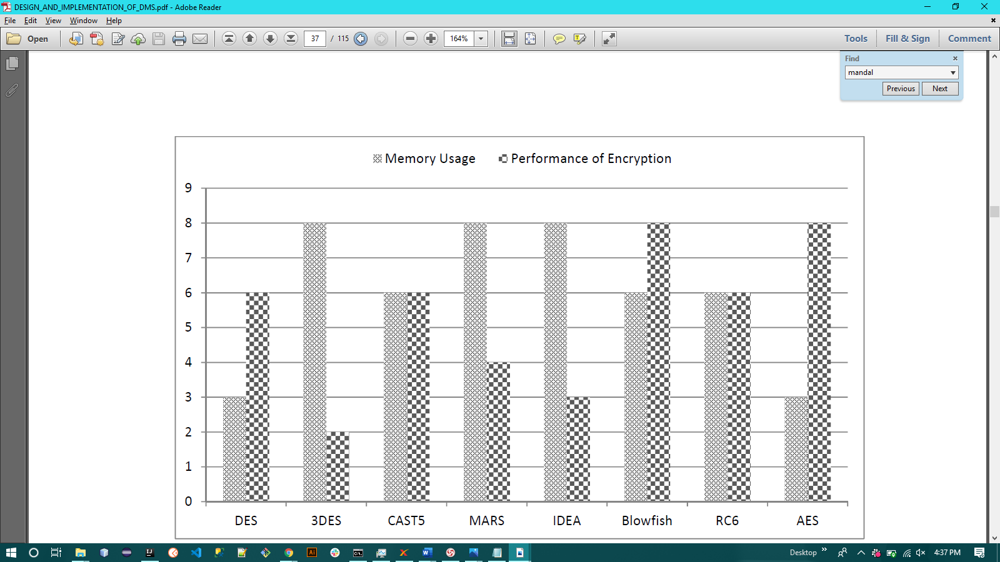 DESIGN_AND_IMPLEMENTATION_OF_DMS.pdf - Adobe Reader
File Edit View Window Help
Open 37 / 115 164% Tools Fill & Sign Comment
Find
mandal
Previous Next
Memory Usage Performance of Encryption
9
8
7
6
5
4
3
2
1
0
DES 3DES CAST5 MARS IDEA Blowfish RC6 AES
Desktop 4:37 PM